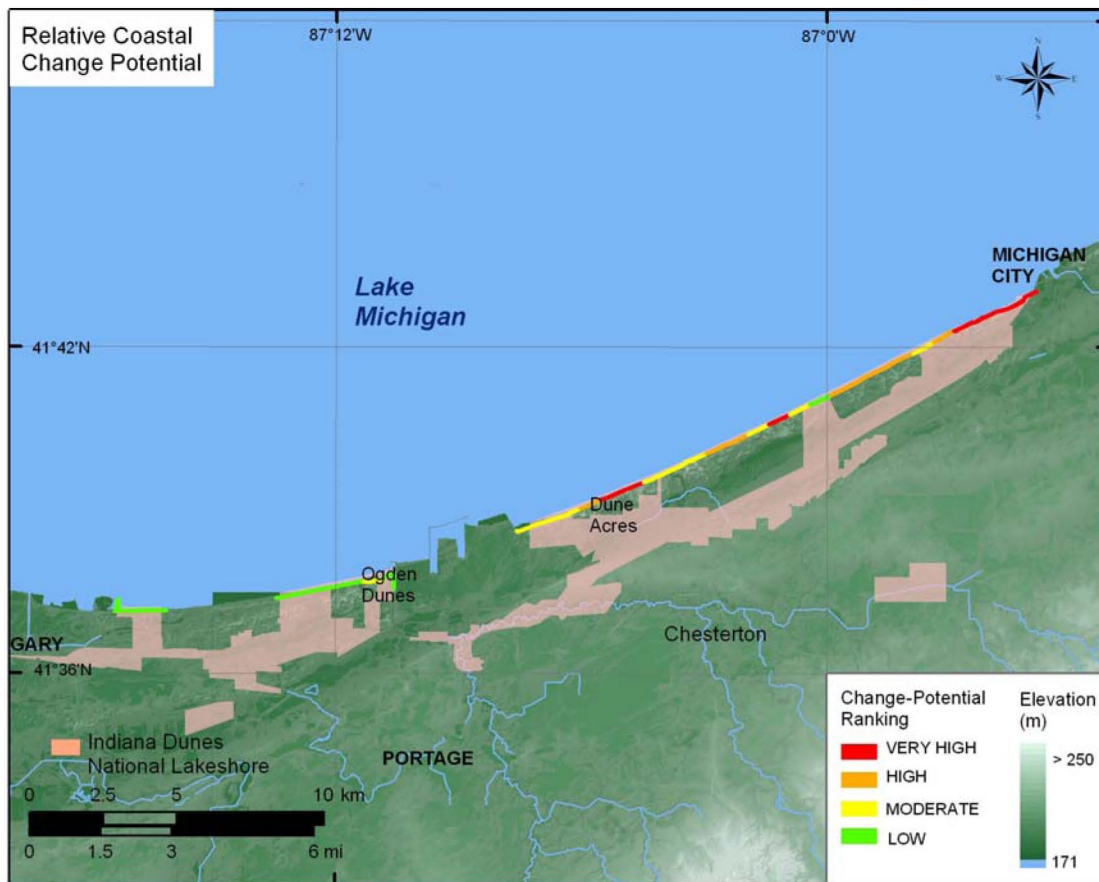 Relative Coastal
Change Potential
87°12'W
87°0'W
N
W
E
S
MICHIGAN
CITY
Lake
Michigan
41°42'N
Dune
Acres
Ogden
Dunes
GARY
Chesterton
41°36'N
Indiana Dunes
National Lakeshore
PORTAGE
0 2.5 5 10 km
0 1.5 3 6 mi
Change-Potential
Ranking
VERY HIGH
HIGH
MODERATE
LOW
Elevation
(m)
> 250
171